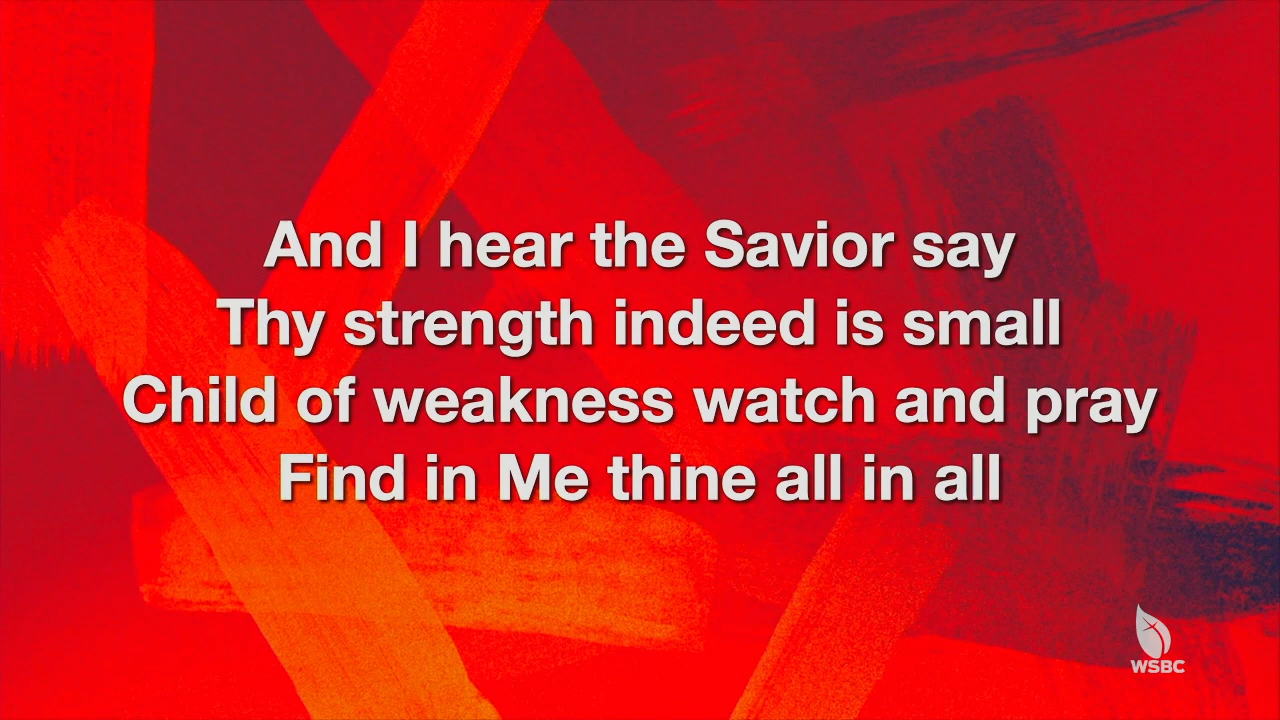 And I hear the Savior say
Thy strength indeed is small
Child of weakness watch and pray
Find in Me thine all in all
WSBC